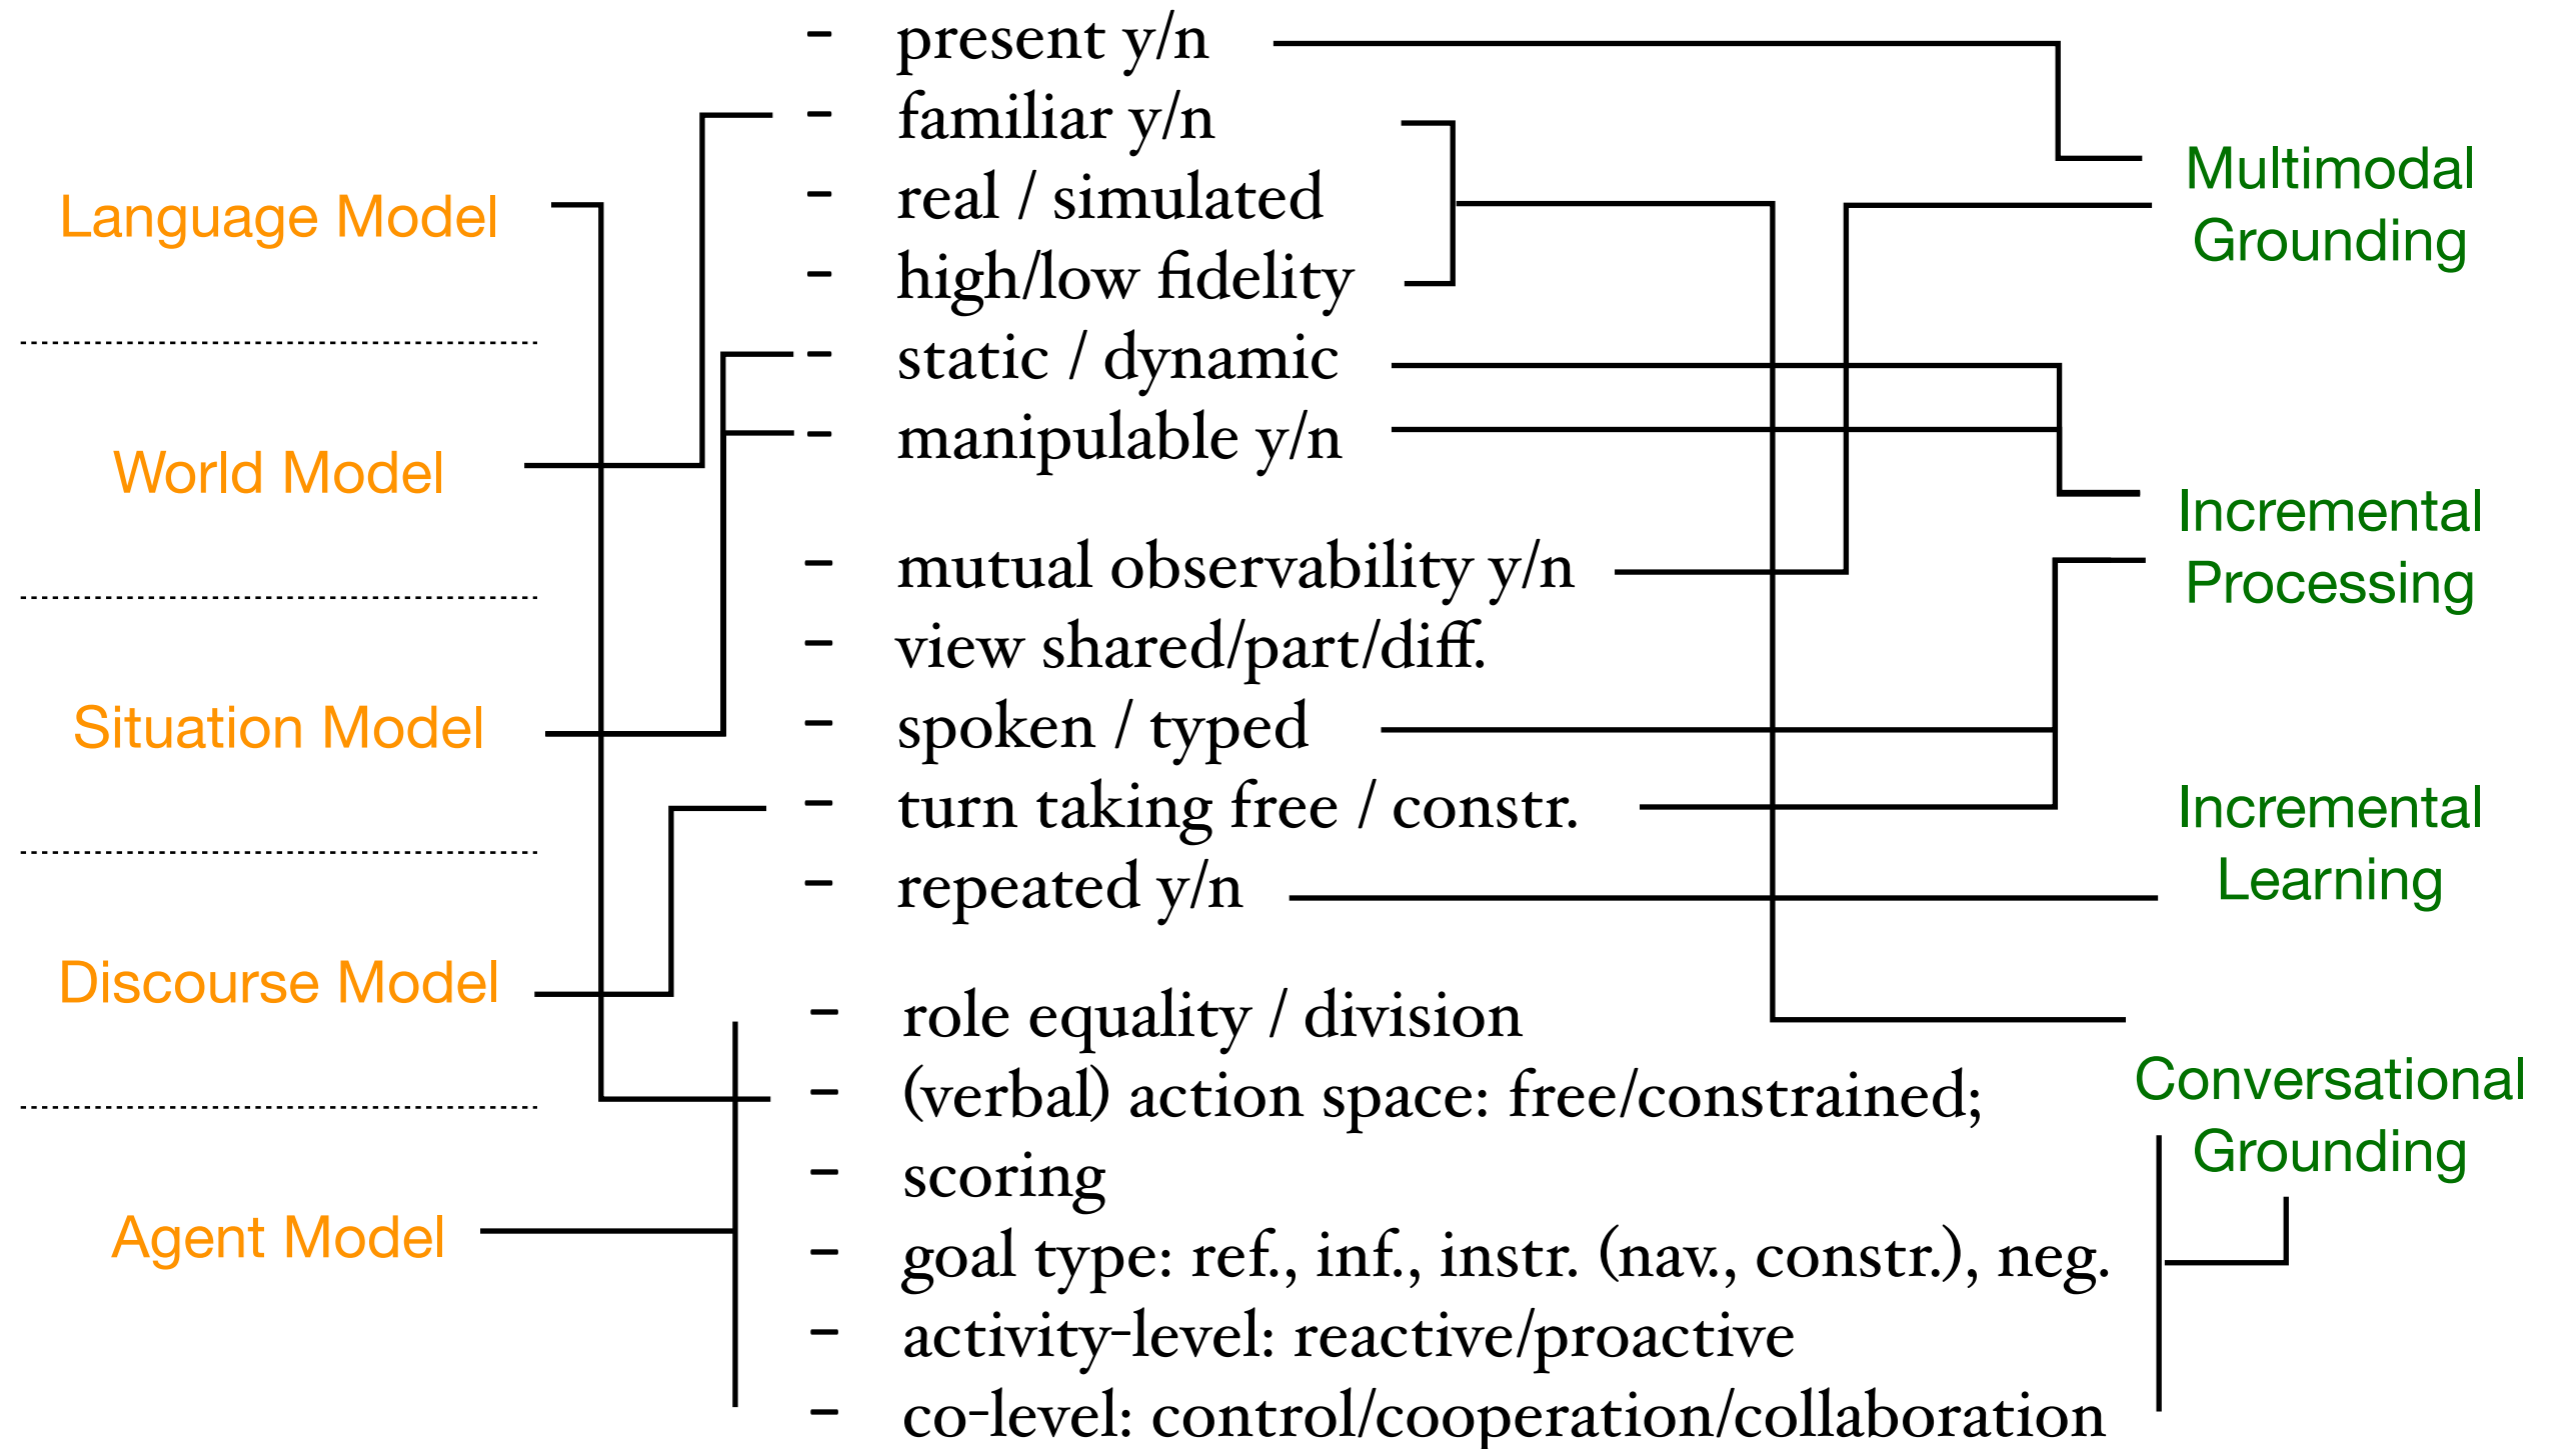 Language Model
World Model
Situation Model
Discourse Model
Agent Model
- present y/n
- familiar y/n
- real / simulated
- high/low fidelity
- static / dynamic
- manipulable y/n
- mutual observability y/n
- view shared/part/diff.
- spoken / typed
- turn taking free / constr.
- repeated y/n
- role equality / division
- (verbal) action space: free/constrained;
- scoring
- goal type: ref., inf., instr. (nav., constr.), neg.
- activity-level: reactive/proactive
- co-level: control/cooperation/collaboration
Multimodal
Grounding
Incremental
Processing
Incremental
Learning
Conversational
Grounding